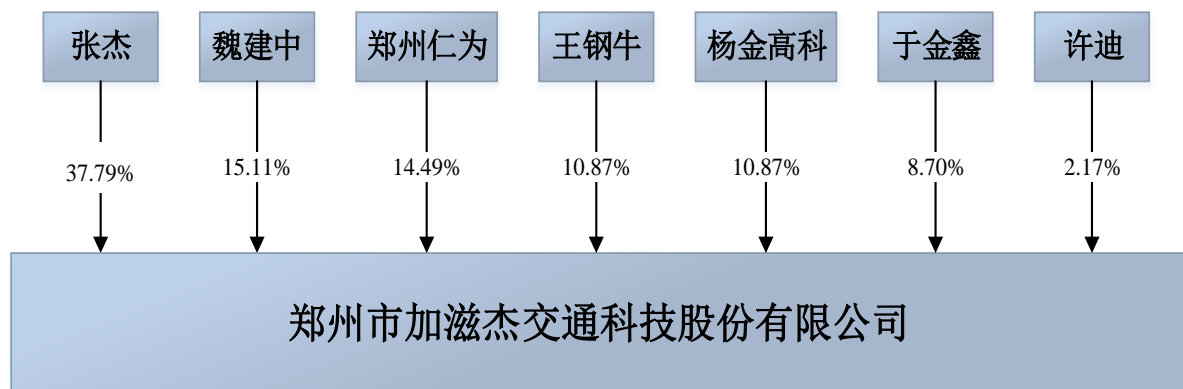 张杰
魏建中
郑州仁为
王钢牛
杨金高科
于金鑫
许迪
37.79%
15.11%
14.49%
10.87%
10.87%
8.70%
2.17%
郑州市加滋杰交通科技股份有限公司